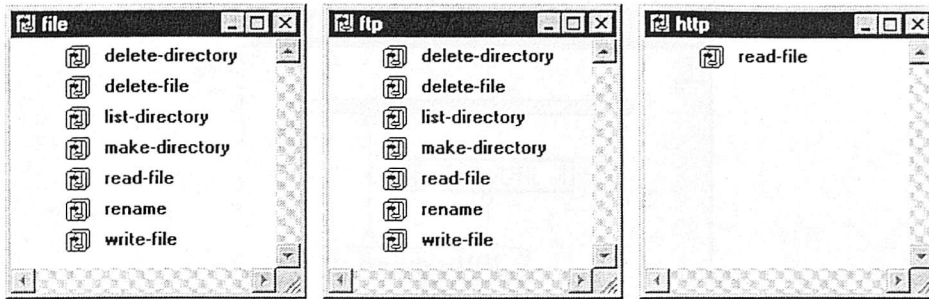 file
delete-directory
delete-file
list-directory
make-directory
read-file
rename
write-file
ftp
delete-directory
delete-file
list-directory
make-directory
read-file
rename
write-file
http
read-file